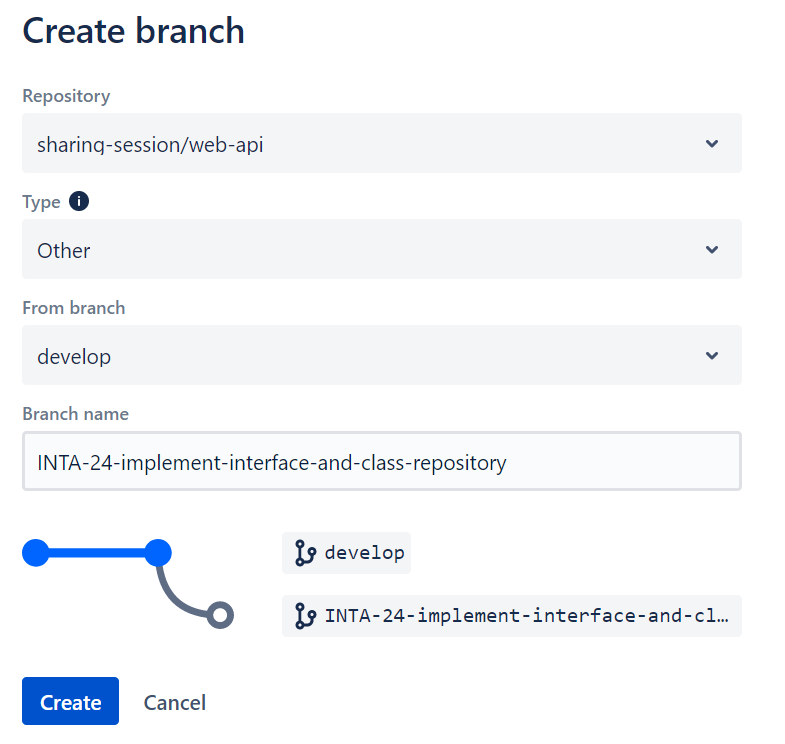 Create branch
Repository
sharing-session/web-api
Type
Other
From branch
develop
Branch name
INTA-24-implement-interface-and-class-repository
develop
INTA-24-implement-interface-and-cl…
Create Cancel